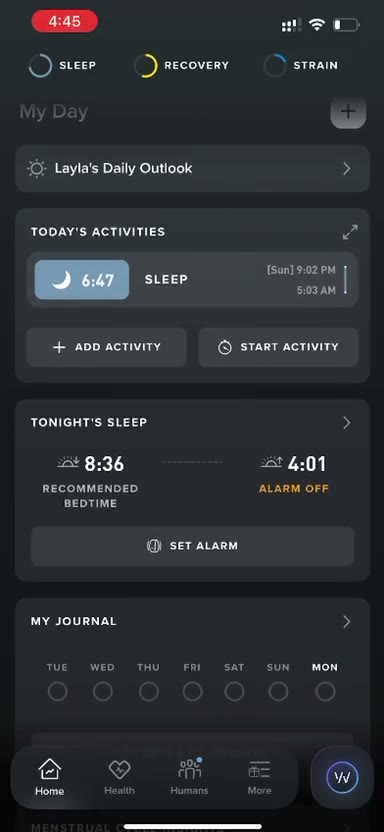 4:45
SLEEP
RECOVERY
STRAIN
My Day
Layla's Daily Outlook
TODAY'S ACTIVITIES
6:47
SLEEP
[Sun] 9:02 PM
5:03 AM
ADD ACTIVITY
START ACTIVITY
TONIGHT'S SLEEP
8:36
4:01
RECOMMENDED
BEDTIME
ALARM OFF
SET ALARM
MY JOURNAL
TUE WED THU FRI SAT SUN MON
Home
Health
Humans
More
W